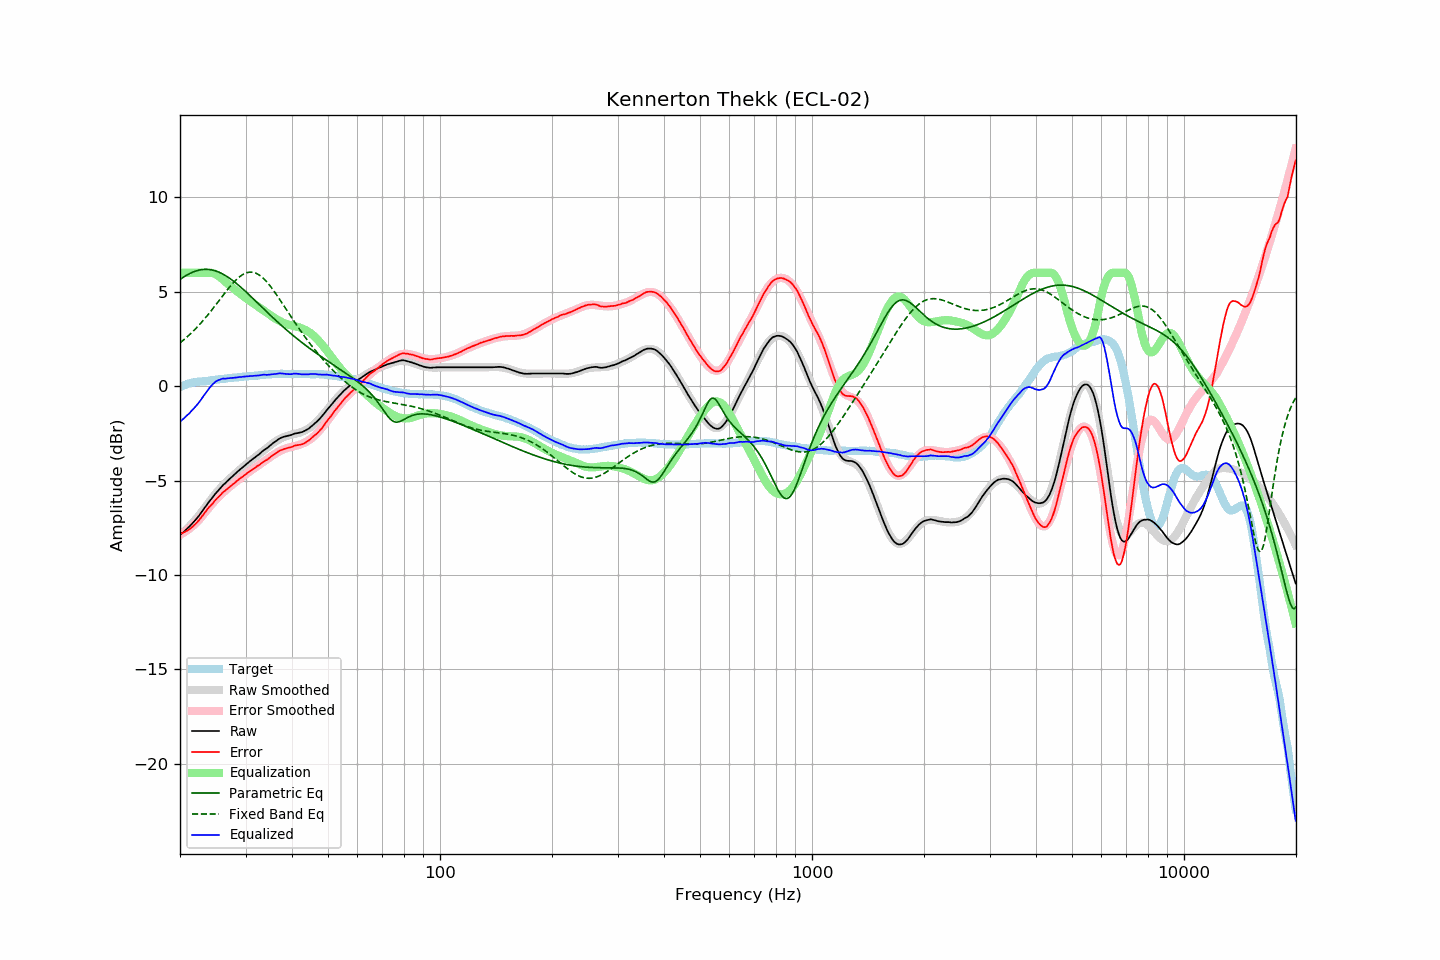 Kennerton Thekk (ECL-02)
10
5
0
−5
−10
−15
−20
Amplitude (dBr)
Target
Raw Smoothed
Error Smoothed
Raw
Error
Equalization
Parametric Eq
Fixed Band Eq
Equalized
100
1000
10000
Frequency (Hz)